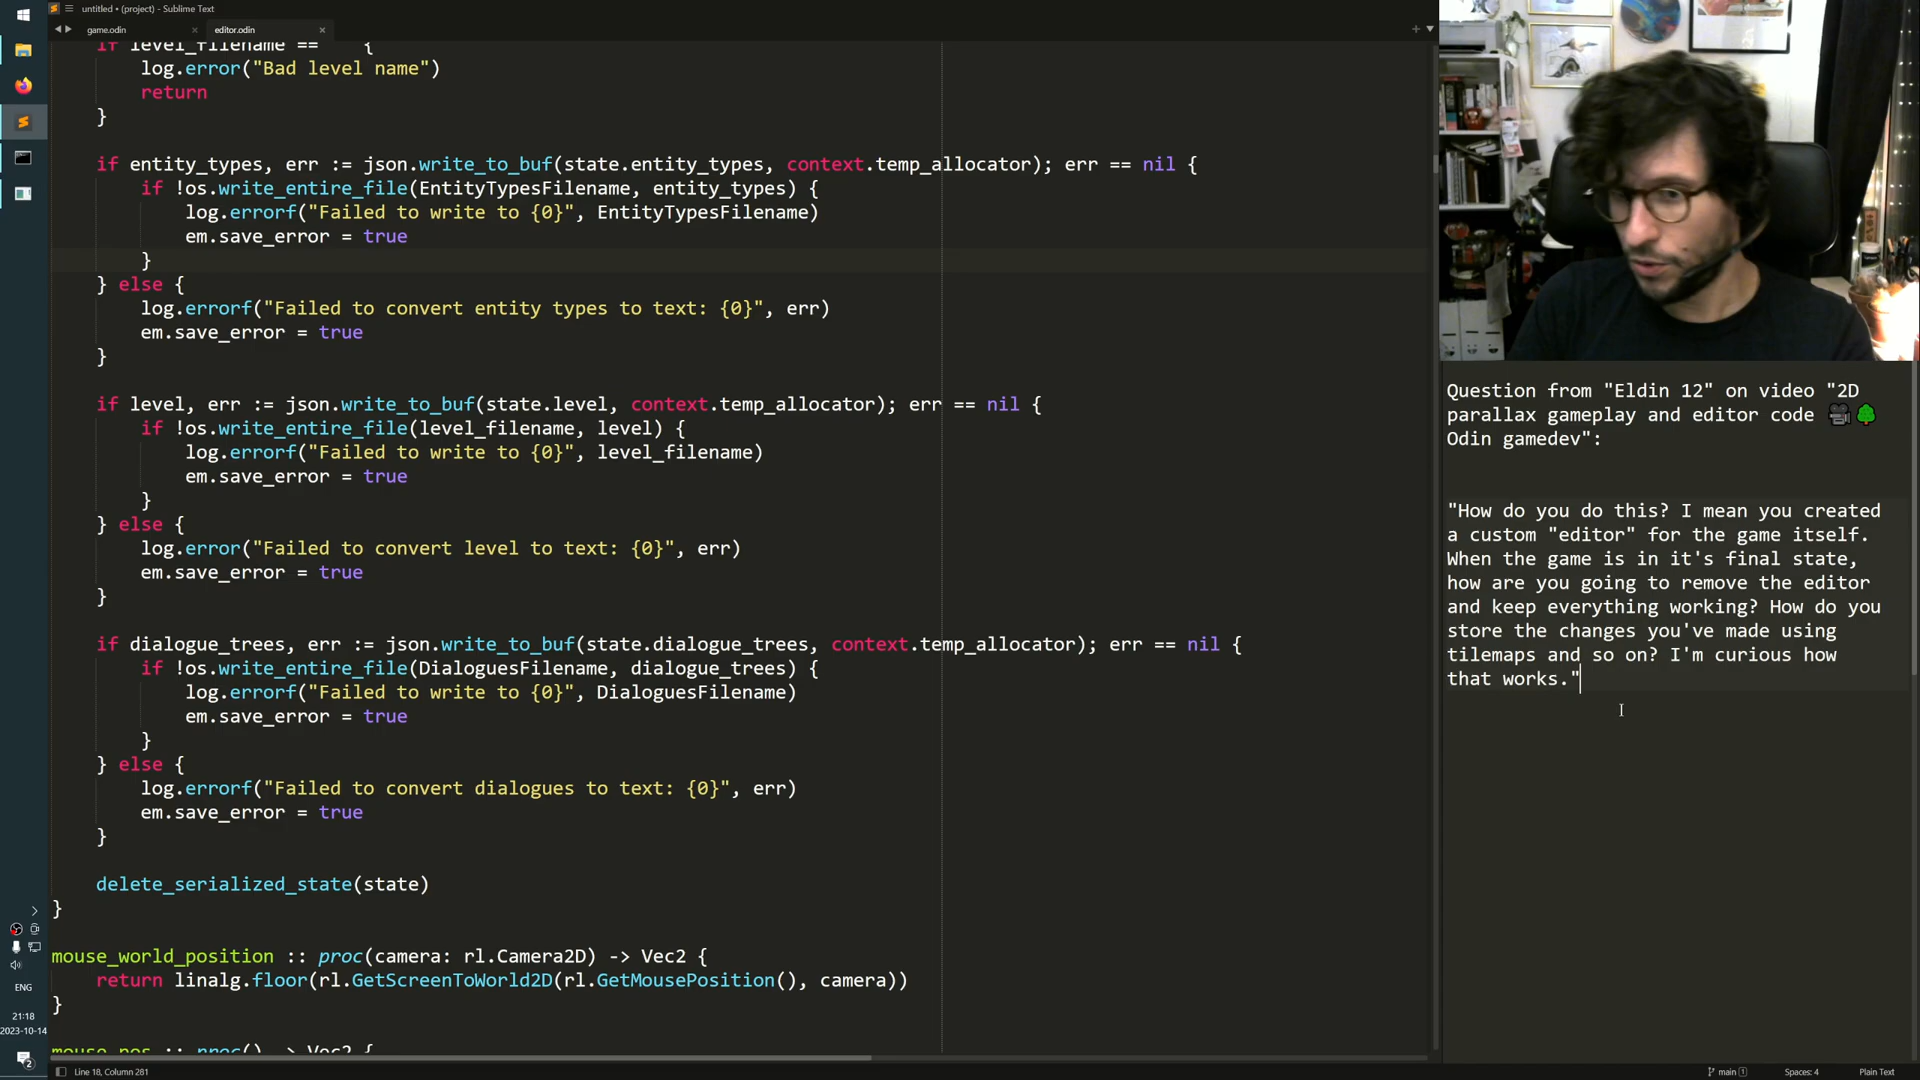 untitled • (project) - Sublime Text
game.odin
editor.odin
if level_filename == {
log.error("Bad level name")
return
}
if entity_types, err := json.write_to_buf(state.entity_types, context.temp_allocator); err == nil {
if !os.write_entire_file(EntityTypesFilename, entity_types) {
log.errorf("Failed to write to {0}", EntityTypesFilename)
em.save_error = true
}
} else {
log.errorf("Failed to convert entity types to text: {0}", err)
em.save_error = true
}
if level, err := json.write_to_buf(state.level, context.temp_allocator); err == nil {
if !os.write_entire_file(level_filename, level) {
log.errorf("Failed to write to {0}", level_filename)
em.save_error = true
}
} else {
log.error("Failed to convert level to text: {0}", err)
em.save_error = true
}
if dialogue_trees, err := json.write_to_buf(state.dialogue_trees, context.temp_allocator); err == nil {
if !os.write_entire_file(DialoguesFilename, dialogue_trees) {
log.errorf("Failed to write to {0}", DialoguesFilename)
em.save_error = true
}
} else {
log.errorf("Failed to convert dialogues to text: {0}", err)
em.save_error = true
}
delete_serialized_state(state)
}
mouse_world_position :: proc(camera: rl.Camera2D) -> Vec2 {
return linalg.floor(rl.GetScreenToWorld2D(rl.GetMousePosition(), camera))
}
mouse_pos :: proc() -> Vec2 {
Question from "Eldin 12" on video "2D
parallax gameplay and editor code 🎥🌳
Odin gamedev":
"How do you do this? I mean you created
a custom "editor" for the game itself.
When the game is in it's final state,
how are you going to remove the editor
and keep everything working? How do you
store the changes you've made using
tilemaps and so on? I'm curious how
that works."
ENG
21:18
2023-10-14
2
Line 18, Column 281
main 1
Spaces: 4
Plain Text